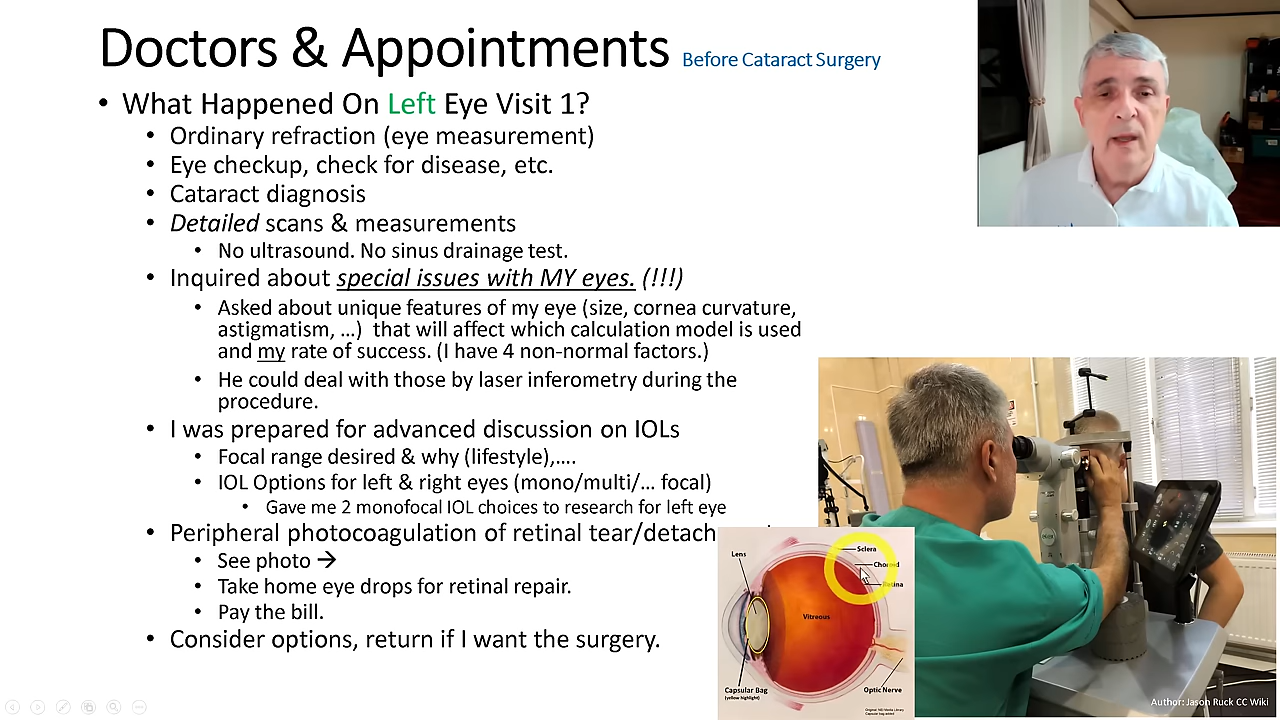 Doctors & Appointments Before Cataract Surgery
• What Happened On Left Eye Visit 1?
• Ordinary refraction (eye measurement)
• Eye checkup, check for disease, etc.
• Cataract diagnosis
• Detailed scans & measurements
• No ultrasound. No sinus drainage test.
• Inquired about special issues with MY eyes. (!!!)
• Asked about unique features of my eye (size, cornea curvature,
astigmatism, …) that will affect which calculation model is used
and my rate of success. (I have 4 non-normal factors.)
• He could deal with those by laser inferometry during the
procedure.
• I was prepared for advanced discussion on IOLs
• Focal range desired & why (lifestyle),….
• IOL Options for left & right eyes (mono/multi/… focal)
• Gave me 2 monofocal IOL choices to research for left eye
• Peripheral photocoagulation of retinal tear/detach
• See photo →
• Take home eye drops for retinal repair.
• Pay the bill.
• Consider options, return if I want the surgery.
Lens
Sclera
Choroid
Retina
Vitreous
Capsular Bag
(yellow highlight)
Optic Nerve
Original: NEI Media Library
Capsular bag added
Author: Jason Ruck CC Wiki